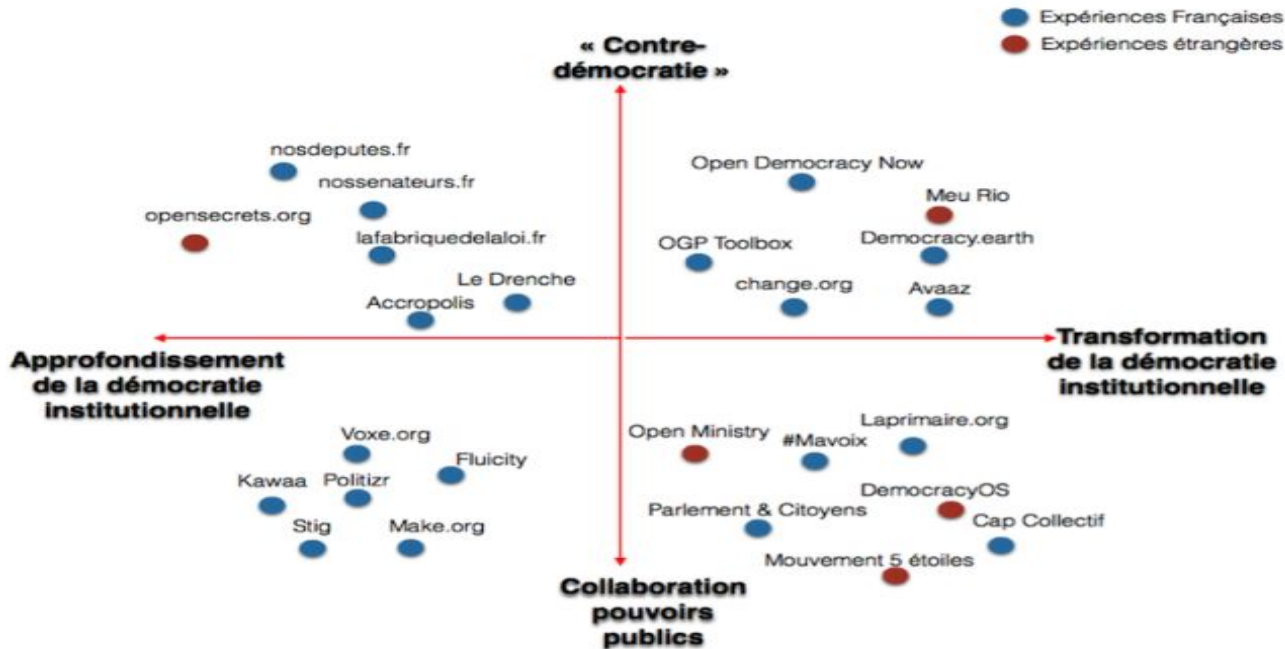 Expériences Françaises
Expériences étrangères
« Contre-
démocratie »
nosdeputes.fr
nossenateurs.fr
opensecrets.org
lafabriquedelaloi.fr
Le Drenche
Accropolis
Open Democracy Now
Meu Rio
OGP Toolbox
Democracy.earth
change.org
Avaaz
Approfondissement
de la démocratie
institutionnelle
Transformation
de la démocratie
institutionnelle
Voxe.org
Fluicity
Kawaa
Politizr
Stig
Make.org
Open Ministry
#Mavoix
Laprimaire.org
DemocracyOS
Parlement & Citoyens
Cap Collectif
Mouvement 5 étoiles
Collaboration
pouvoirs
publics